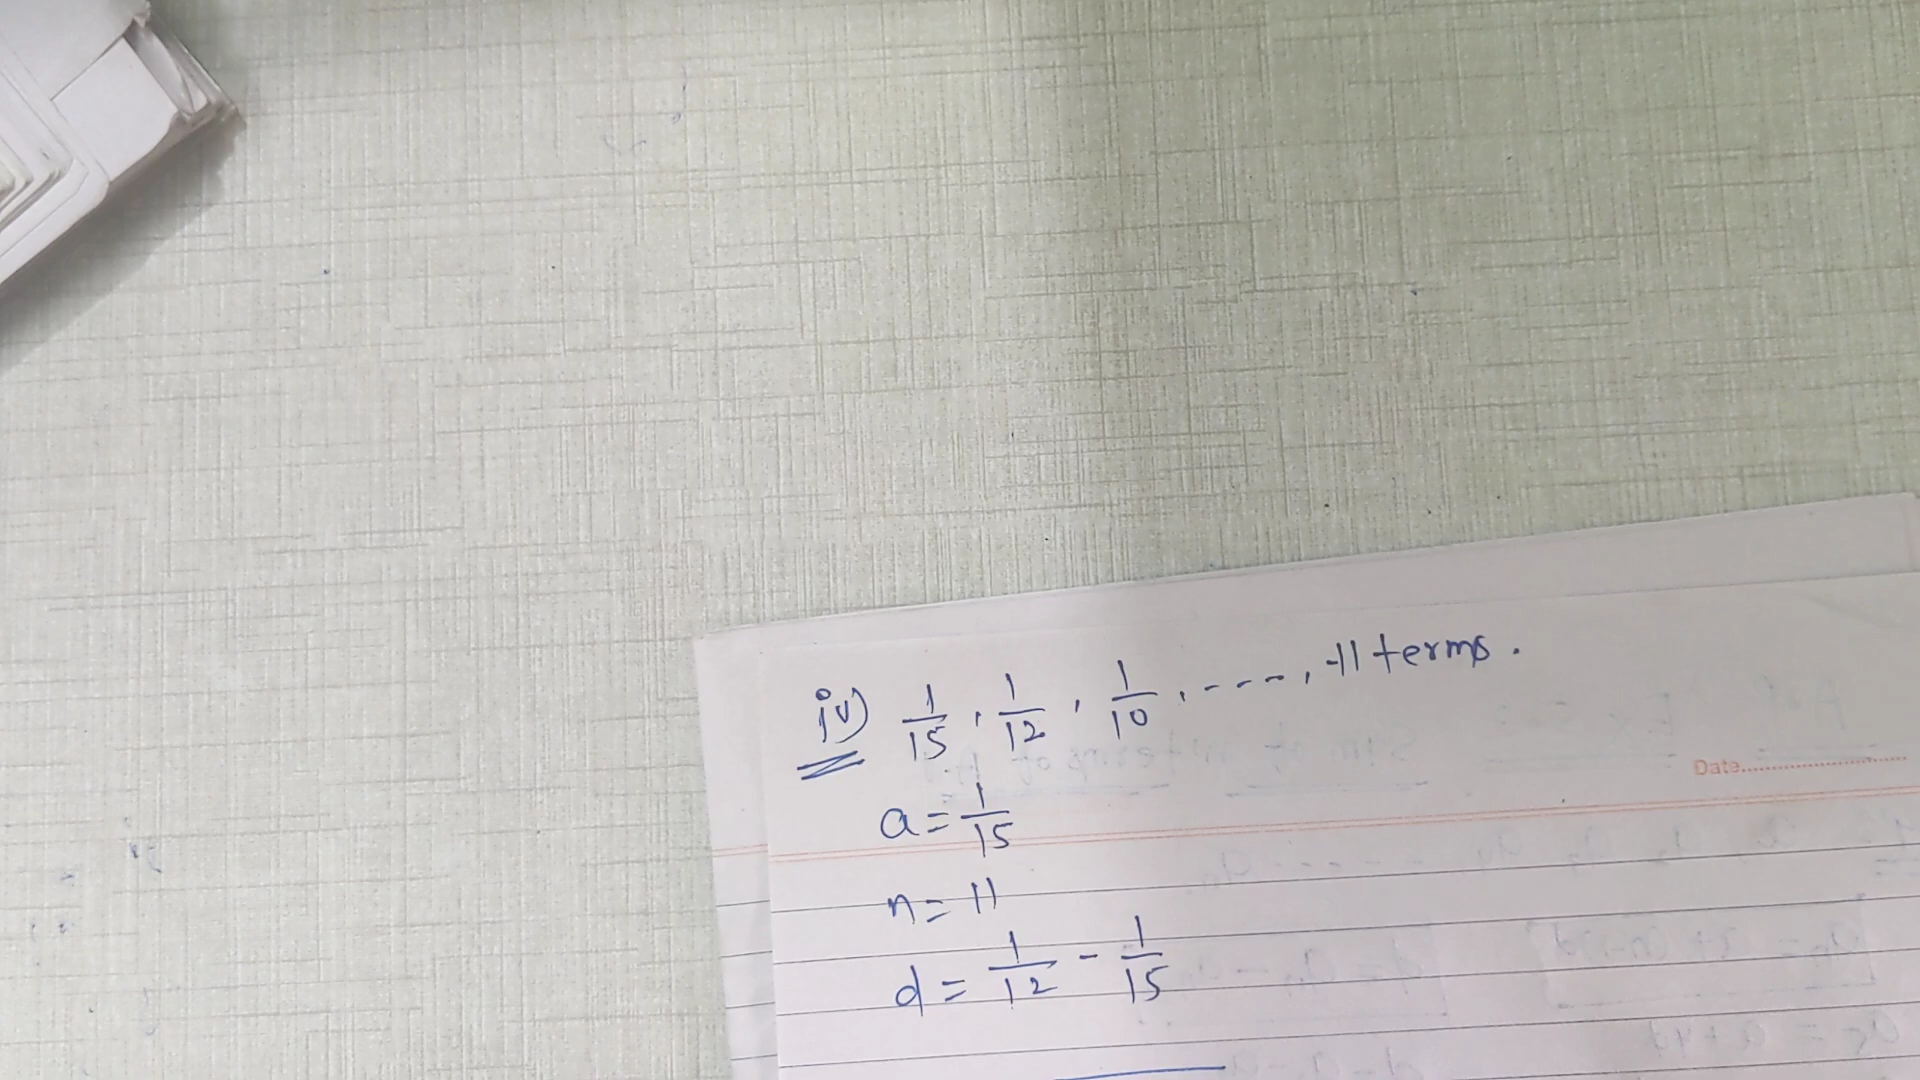 iv) 1/15, 1/12, 1/10, ----, 11 terms.
Date....................
a = 1/15
n = 11
d = 1/12 - 1/15